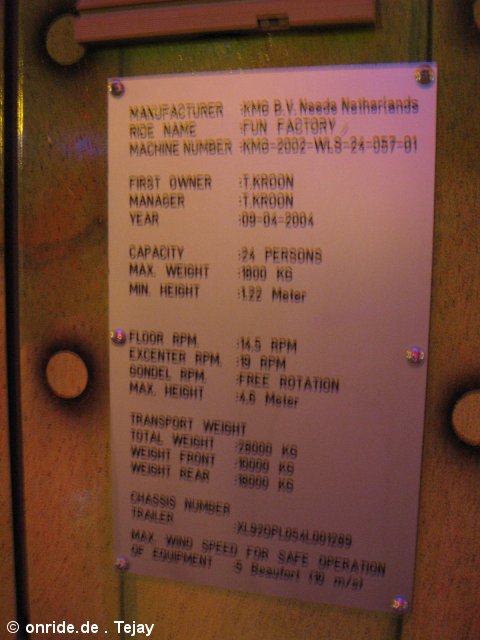 MANUFACTURER :KMG B.V. Neede Netherlands
RIDE NAME :FUN FACTORY
MACHINE NUMBER :KMG-2002-WLS-24-057-01
FIRST OWNER :T.KROON
MANAGER :T.KROON
YEAR :09-04-2004
CAPACITY :24 PERSONS
MAX. WEIGHT :1800 KG
MIN. HEIGHT :1.22 Meter
FLOOR RPM. :14.5 RPM
EXCENTER RPM. :19 RPM
GONDEL RPM. :FREE ROTATION
MAX. HEIGHT :4.6 Meter
TRANSPORT WEIGHT
TOTAL WEIGHT :28000 KG
WEIGHT FRONT :10000 KG
WEIGHT REAR :18000 KG
CHASSIS NUMBER
TRAILER :XL920PL054L001289
MAX. WIND SPEED FOR SAFE OPERATION
OF EQUIPMENT :5 Beaufort (10 m/s)
© onride.de . Tejay